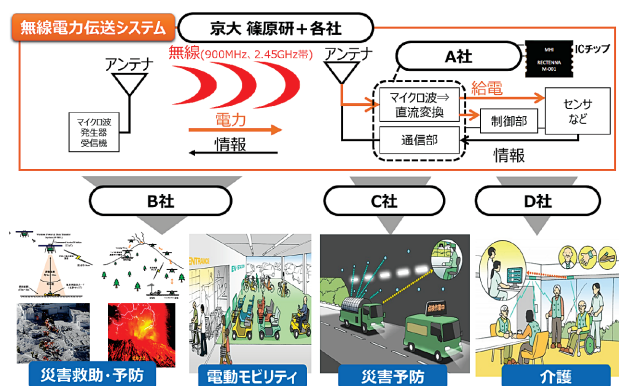 無線電力伝送システム
京大 篠原研＋各社
無線(900MHz、2.45GHz帯)
アンテナ
アンテナ
A社
ICチップ
MHI
RECTENNA
M-001
マイクロ波
発生器
受信機
電力
情報
マイクロ波⇒
直流変換
通信部
給電
制御部
センサ
など
情報
B社
C社
D社
ENTRANCE
災害救助・予防
電動モビリティ
災害予防
介護